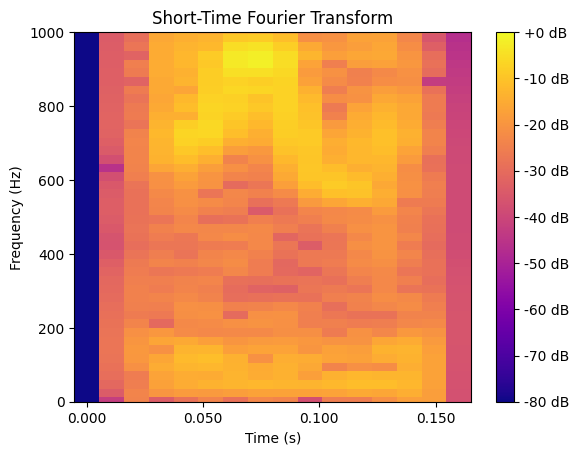 Short-Time Fourier Transform
Frequency (Hz)
1000
800
600
400
200
0
0.000
0.050
0.100
0.150
Time (s)
+0 dB
-10 dB
-20 dB
-30 dB
-40 dB
-50 dB
-60 dB
-70 dB
-80 dB